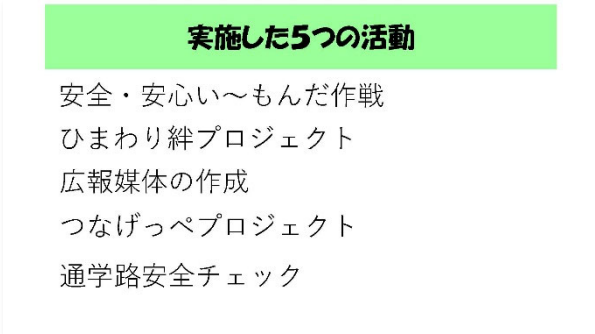 実施した5つの活動
安全・安心い～もんだ作戦
ひまわり絆プロジェクト
広報媒体の作成
つなげっぺプロジェクト
通学路安全チェック